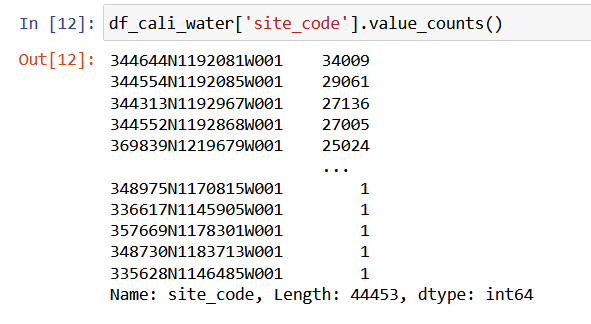 In [12]: df_cali_water['site_code'].value_counts()
Out[12]: 344644N1192081W001    34009
344554N1192085W001    29061
344313N1192967W001    27136
344552N1192868W001    27005
369839N1219679W001    25024
...
348975N1170815W001    1
336617N1145905W001    1
357669N1178301W001    1
348730N1183713W001    1
335628N1146485W001    1
Name: site_code, Length: 44453, dtype: int64